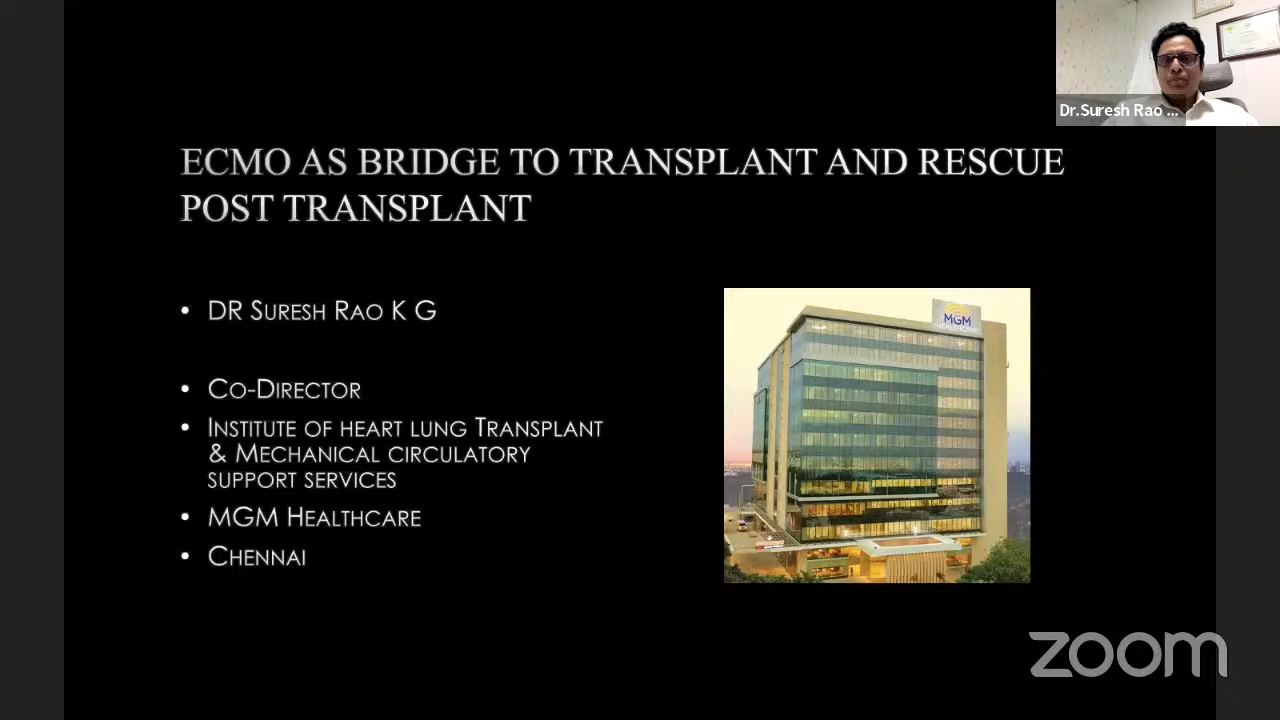 Dr.Suresh Rao ...
ECMO AS BRIDGE TO TRANSPLANT AND RESCUE
POST TRANSPLANT
• DR SURESH RAO K G
• CO-DIRECTOR
• INSTITUTE OF HEART LUNG TRANSPLANT
& MECHANICAL CIRCULATORY
SUPPORT SERVICES
• MGM HEALTHCARE
• CHENNAI
MGM
HEALTHCARE
zoom